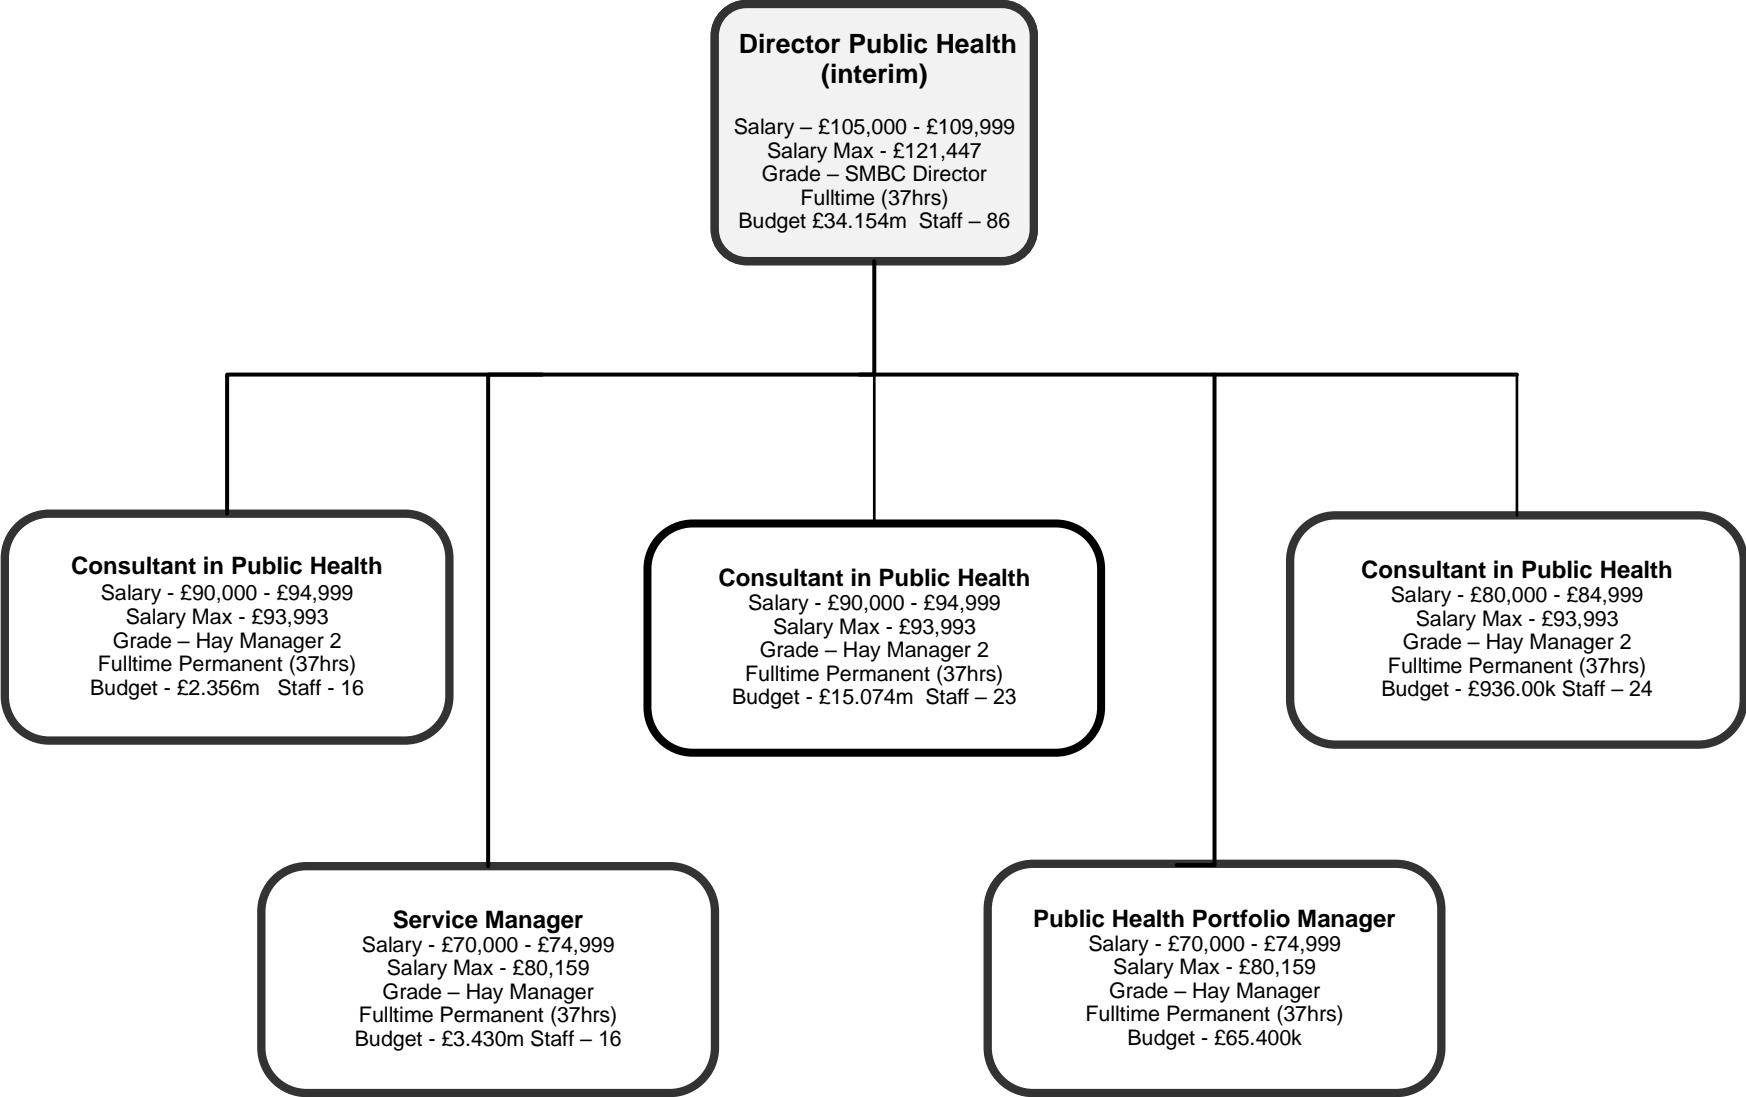 Director Public Health
(interim)
Salary – £105,000 - £109,999
Salary Max - £121,447
Grade – SMBC Director
Fulltime (37hrs)
Budget £34.154m  Staff – 86
Consultant in Public Health
Salary - £90,000 - £94,999
Salary Max - £93,993
Grade – Hay Manager 2
Fulltime Permanent (37hrs)
Budget - £2.356m   Staff - 16
Consultant in Public Health
Salary - £90,000 - £94,999
Salary Max - £93,993
Grade – Hay Manager 2
Fulltime Permanent (37hrs)
Budget - £15.074m  Staff – 23
Consultant in Public Health
Salary - £80,000 - £84,999
Salary Max - £93,993
Grade – Hay Manager 2
Fulltime Permanent (37hrs)
Budget - £936.00k Staff – 24
Service Manager
Salary - £70,000 - £74,999
Salary Max - £80,159
Grade – Hay Manager
Fulltime Permanent (37hrs)
Budget - £3.430m Staff – 16
Public Health Portfolio Manager
Salary - £70,000 - £74,999
Salary Max - £80,159
Grade – Hay Manager
Fulltime Permanent (37hrs)
Budget - £65.400k